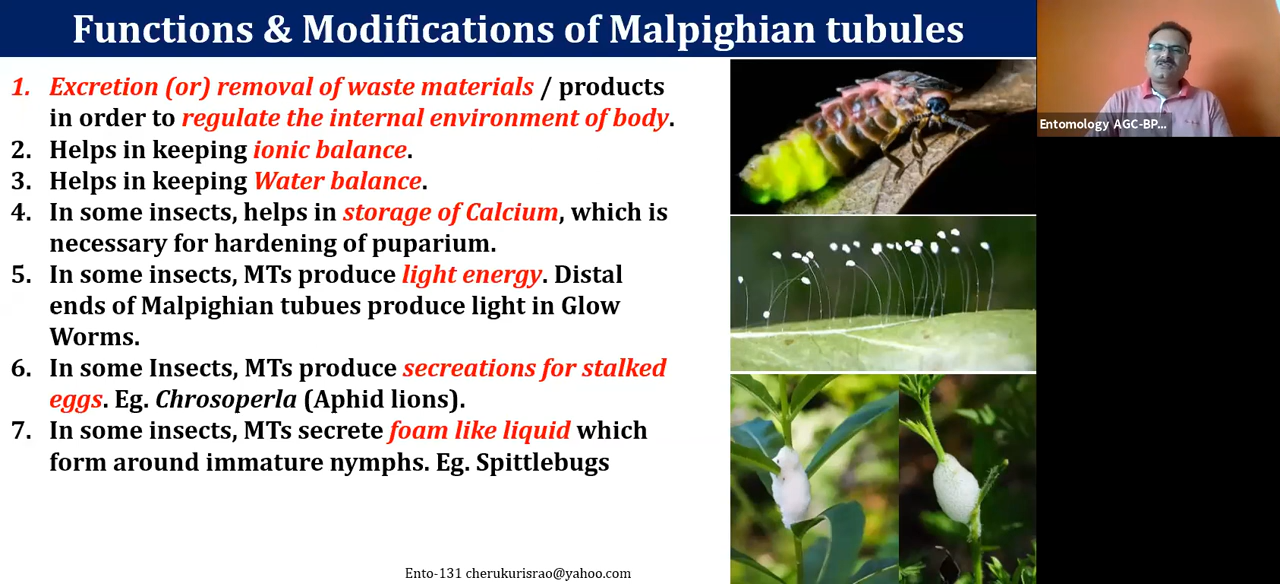 Functions & Modifications of Malpighian tubules
1. Excretion (or) removal of waste materials / products
in order to regulate the internal environment of body.
2. Helps in keeping ionic balance.
3. Helps in keeping Water balance.
4. In some insects, helps in storage of Calcium, which is
necessary for hardening of puparium.
5. In some insects, MTs produce light energy. Distal
ends of Malpighian tubues produce light in Glow
Worms.
6. In some Insects, MTs produce secreations for stalked
eggs. Eg. Chrosoperla (Aphid lions).
7. In some insects, MTs secrete foam like liquid which
form around immature nymphs. Eg. Spittlebugs
Ento-131 cherukurisrao@yahoo.com
Entomology AGC-BP...